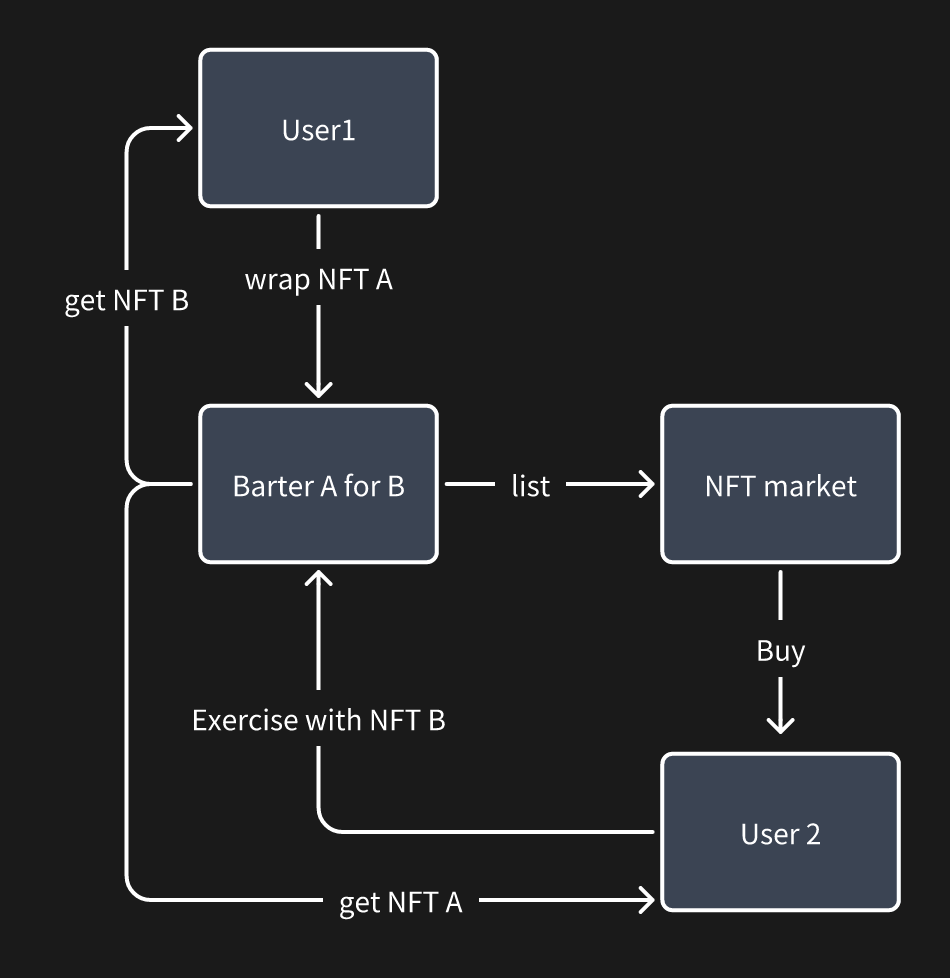 User1
wrap NFT A
get NFT B
Barter A for B
list
NFT market
Buy
Exercise with NFT B
User 2
get NFT A